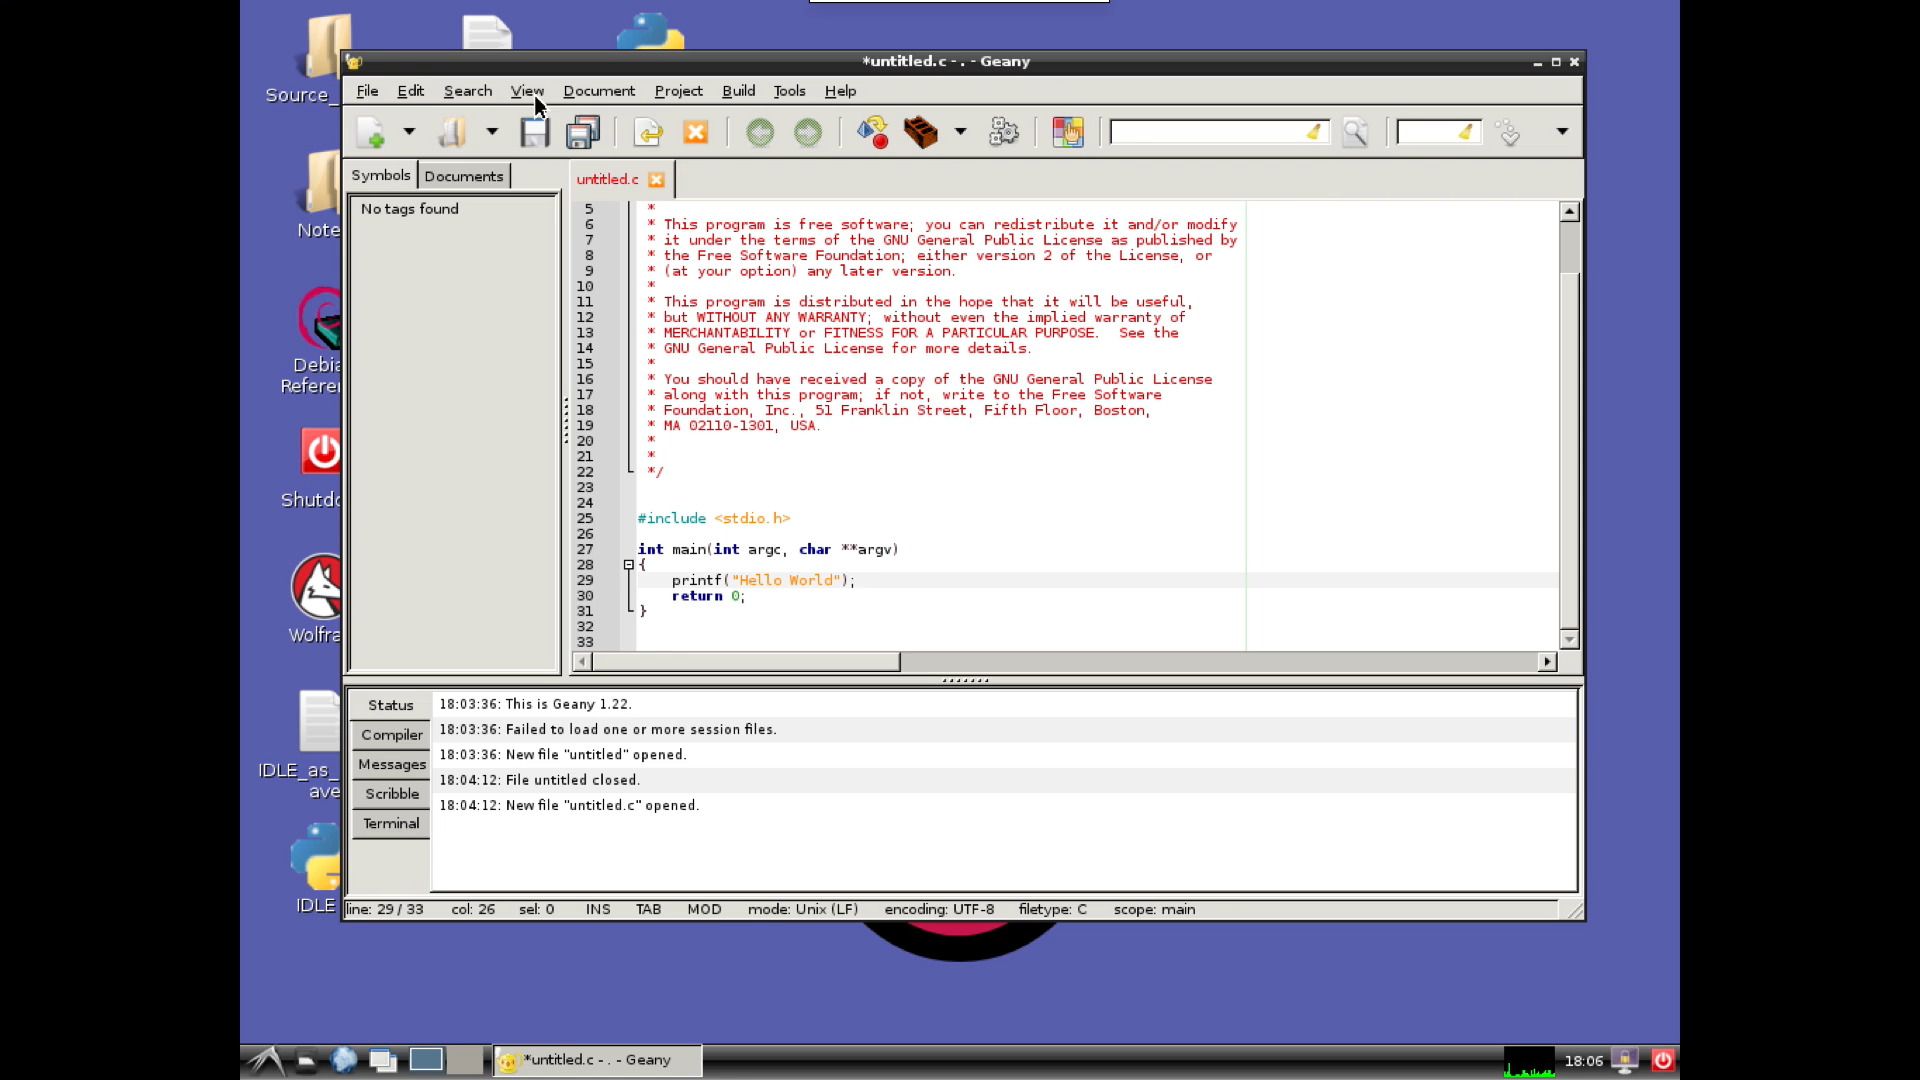 *untitled.c - . - Geany
File Edit Search View Document Project Build Tools Help
Symbols Documents
untitled.c
No tags found
5 *
6 * This program is free software; you can redistribute it and/or modify
7 * it under the terms of the GNU General Public License as published by
8 * the Free Software Foundation; either version 2 of the License, or
9 * (at your option) any later version.
10 *
11 * This program is distributed in the hope that it will be useful,
12 * but WITHOUT ANY WARRANTY; without even the implied warranty of
13 * MERCHANTABILITY or FITNESS FOR A PARTICULAR PURPOSE.  See the
14 * GNU General Public License for more details.
15 *
16 * You should have received a copy of the GNU General Public License
17 * along with this program; if not, write to the Free Software
18 * Foundation, Inc., 51 Franklin Street, Fifth Floor, Boston,
19 * MA 02110-1301, USA.
20 *
21 *
22 */
23
24
25 #include <stdio.h>
26
27 int main(int argc, char **argv)
28 {
29 printf("Hello World");
30 return 0;
31 }
32
33
Status
Compiler
Messages
Scribble
Terminal
18:03:36: This is Geany 1.22.
18:03:36: Failed to load one or more session files.
18:03:36: New file "untitled" opened.
18:04:12: File untitled closed.
18:04:12: New file "untitled.c" opened.
line: 29 / 33 col: 26 sel: 0 INS TAB MOD mode: Unix (LF) encoding: UTF-8 filetype: C scope: main
Source_
Note
Debia
Referen
Shutdo
Wolfra
IDLE_as_
ave
IDLE
*untitled.c - . - Geany
18:06